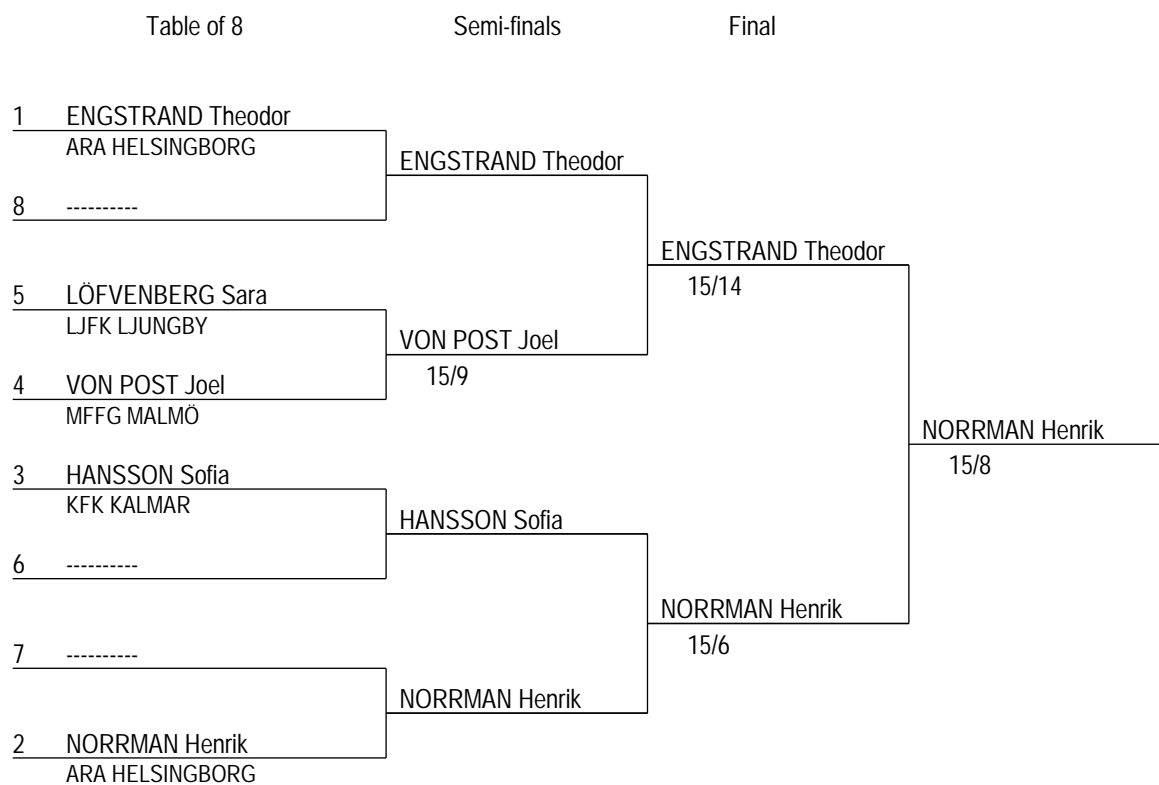 Table of 8 Semi-finals Final
1 ENGSTRAND Theodor
ARA HELSINGBORG
ENGSTRAND Theodor
8 ----------
ENGSTRAND Theodor
15/14
5 LÖFVENBERG Sara
LJFK LJUNGBY
VON POST Joel
15/9
4 VON POST Joel
MFFG MALMÖ
NORRMAN Henrik
15/8
3 HANSSON Sofia
KFK KALMAR
HANSSON Sofia
6 ----------
NORRMAN Henrik
15/6
7 ----------
NORRMAN Henrik
2 NORRMAN Henrik
ARA HELSINGBORG